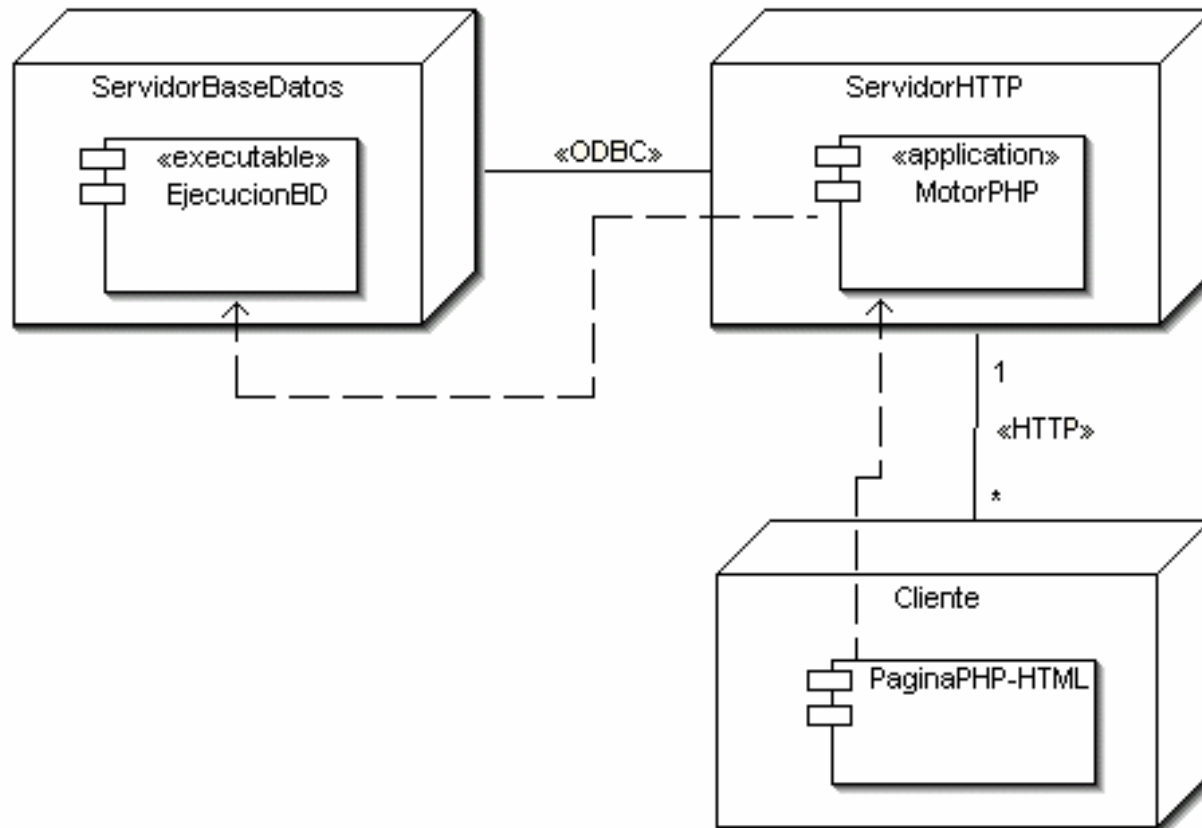 ServidorBaseDatos
«executable»
EjecucionBD
«ODBC»
ServidorHTTP
«application»
MotorPHP
1
«HTTP»
*
Cliente
PaginaPHP-HTML